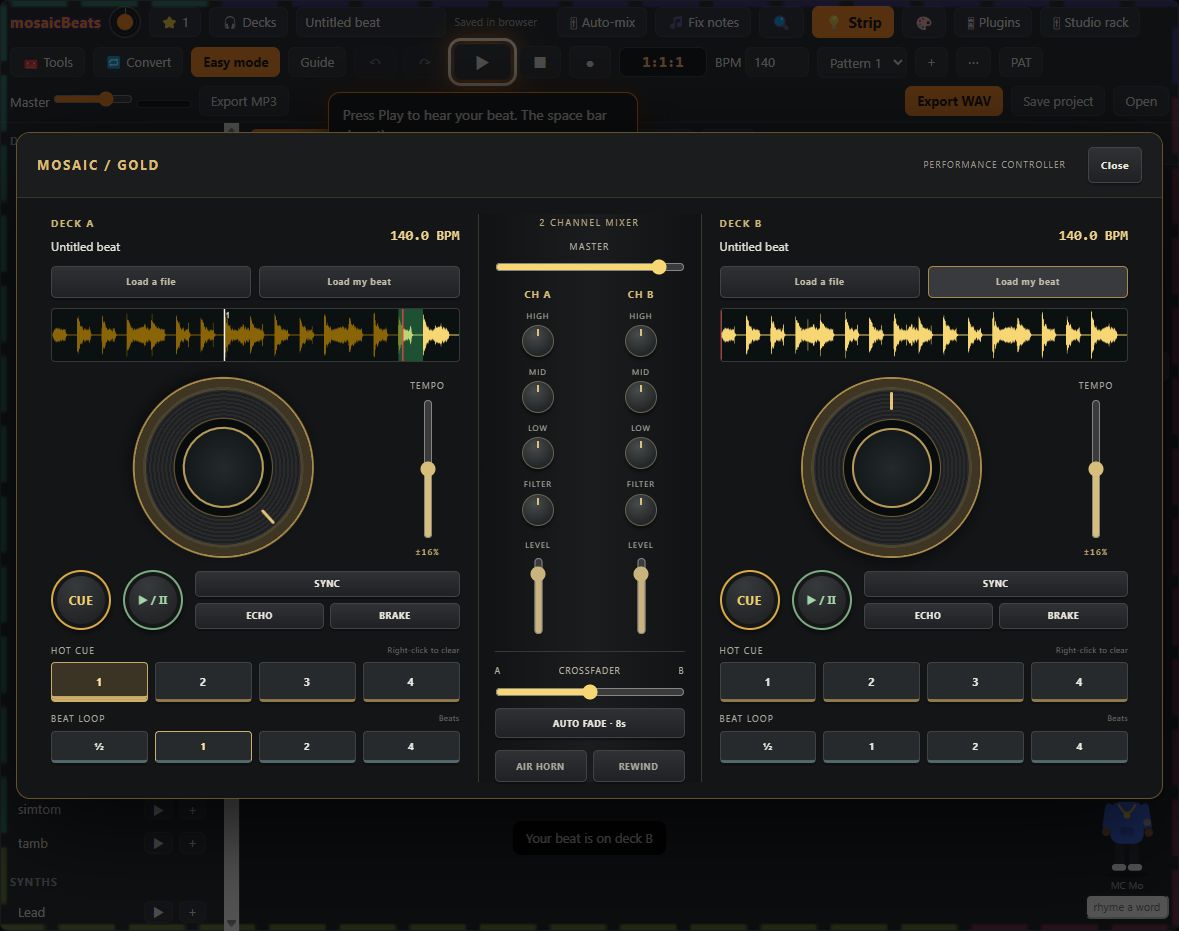 mosaicBeats
1
Decks
Untitled beat
Saved in browser
Auto-mix
Fix notes
Strip
Plugins
Studio rack
Tools
Convert
Easy mode
Guide
1:1:1
BPM
140
Pattern 1
+
...
PAT
Master
Export MP3
Export WAV
Save project
Open
Press Play to hear your beat. The space bar
MOSAIC / GOLD
PERFORMANCE CONTROLLER
Close
DECK A
Untitled beat
140.0 BPM
Load a file
Load my beat
1
TEMPO
±16%
CUE
/
SYNC
ECHO
BRAKE
HOT CUE
Right-click to clear
1
2
3
4
BEAT LOOP
Beats
½
1
2
4
2 CHANNEL MIXER
MASTER
CH A
CH B
HIGH
HIGH
MID
MID
LOW
LOW
FILTER
FILTER
LEVEL
LEVEL
A
CROSSFADER
B
AUTO FADE · 8s
AIR HORN
REWIND
DECK B
Untitled beat
140.0 BPM
Load a file
Load my beat
TEMPO
±16%
CUE
/
SYNC
ECHO
BRAKE
HOT CUE
Right-click to clear
1
2
3
4
BEAT LOOP
Beats
½
1
2
4
simtom
+
tamb
+
SYNTHS
Lead
+
Your beat is on deck B
MC Mo
rhyme a word